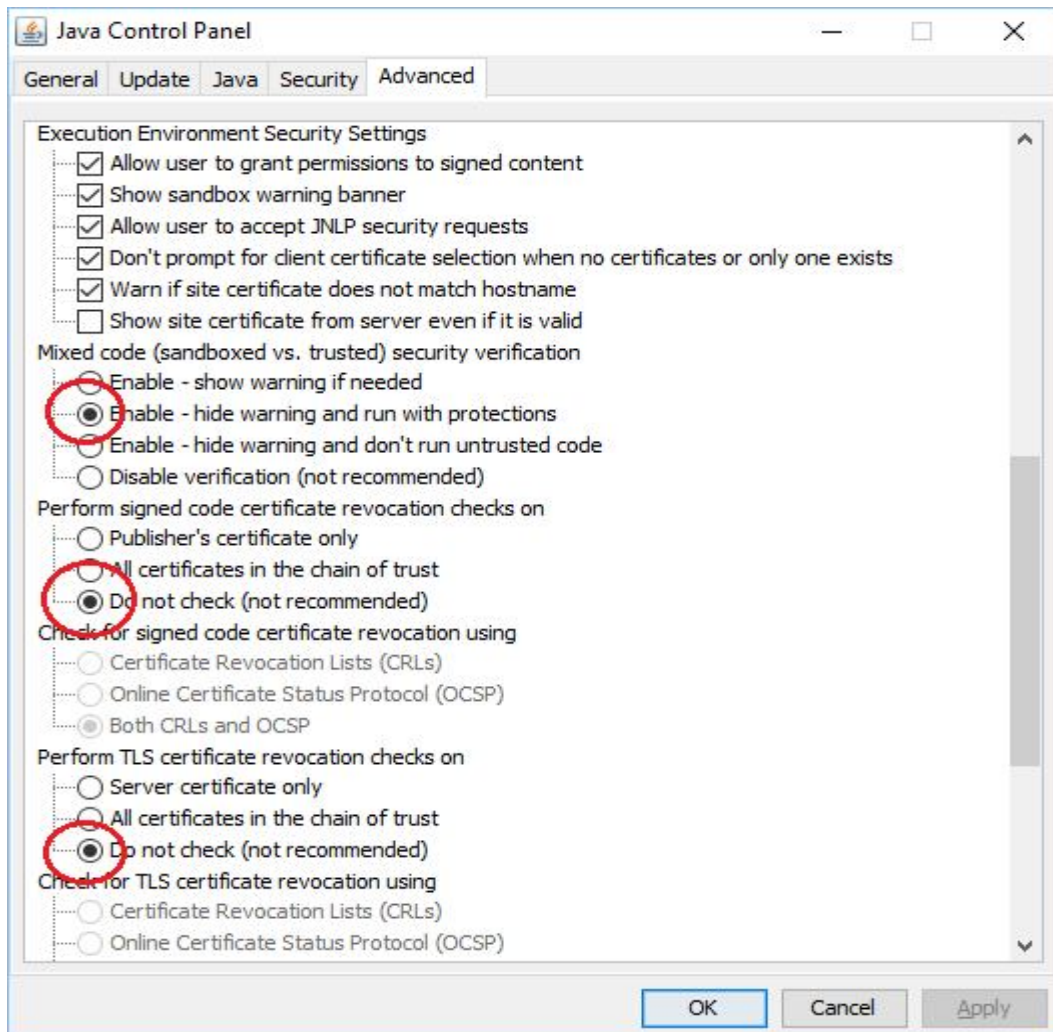 Java Control Panel
General Update Java Security Advanced
Execution Environment Security Settings
Allow user to grant permissions to signed content
Show sandbox warning banner
Allow user to accept JNLP security requests
Don't prompt for client certificate selection when no certificates or only one exists
Warn if site certificate does not match hostname
Show site certificate from server even if it is valid
Mixed code (sandboxed vs. trusted) security verification
Enable - show warning if needed
Enable - hide warning and run with protections
Enable - hide warning and don't run untrusted code
Disable verification (not recommended)
Perform signed code certificate revocation checks on
Publisher's certificate only
All certificates in the chain of trust
Do not check (not recommended)
Check for signed code certificate revocation using
Certificate Revocation Lists (CRLs)
Online Certificate Status Protocol (OCSP)
Both CRLs and OCSP
Perform TLS certificate revocation checks on
Server certificate only
All certificates in the chain of trust
Do not check (not recommended)
Check for TLS certificate revocation using
Certificate Revocation Lists (CRLs)
Online Certificate Status Protocol (OCSP)
OK Cancel Apply